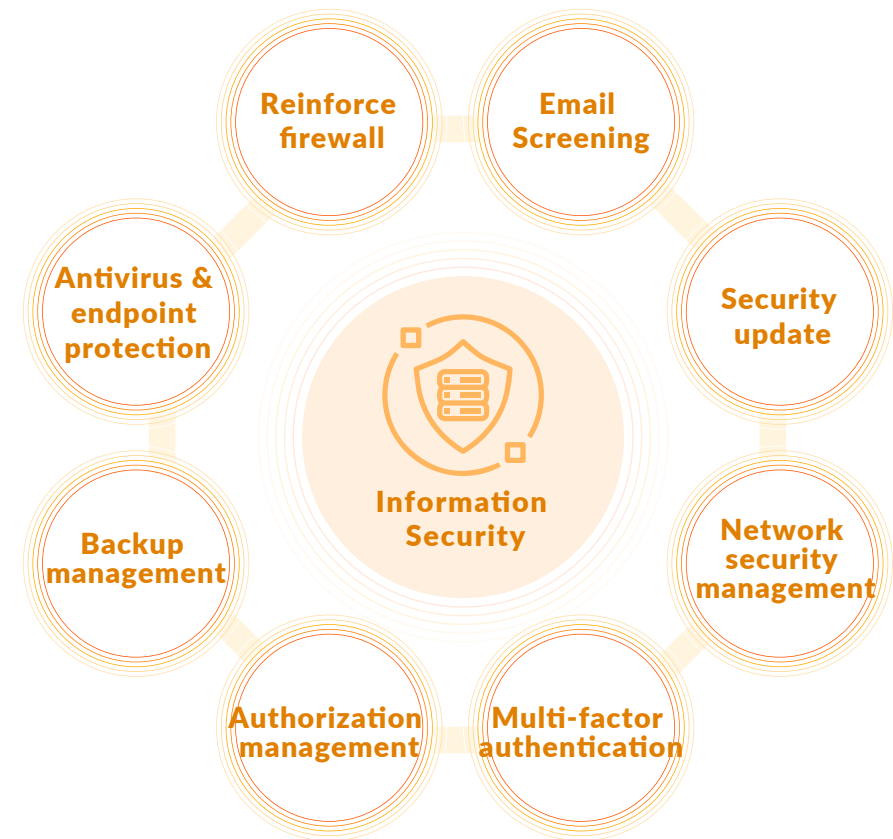 Reinforce
firewall
Email
Screening
Security
update
Network
security
management
Multi-factor
authentication
Authorization
management
Backup
management
Antivirus &
endpoint
protection
Information
Security